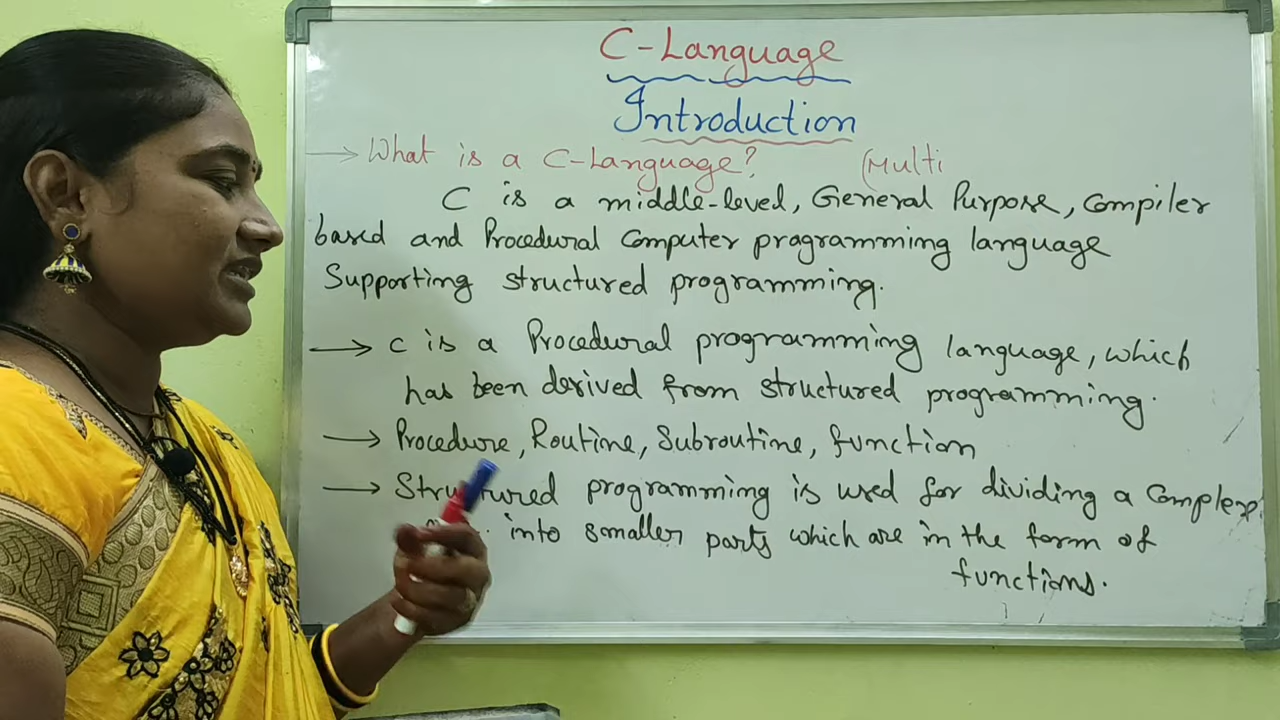 C-Language
Introduction
→ What is a C-Language? (Multi
C is a middle-level, General Purpose, Compiler
based and Procedural Computer programming language
Supporting structured programming.
→ c is a Procedural programming language, which
has been derived from structured programming.
→ Procedure, Routine, Subroutine, function
→ Structured programming is used for dividing a Complex
into smaller parts which are in the form of
functions.